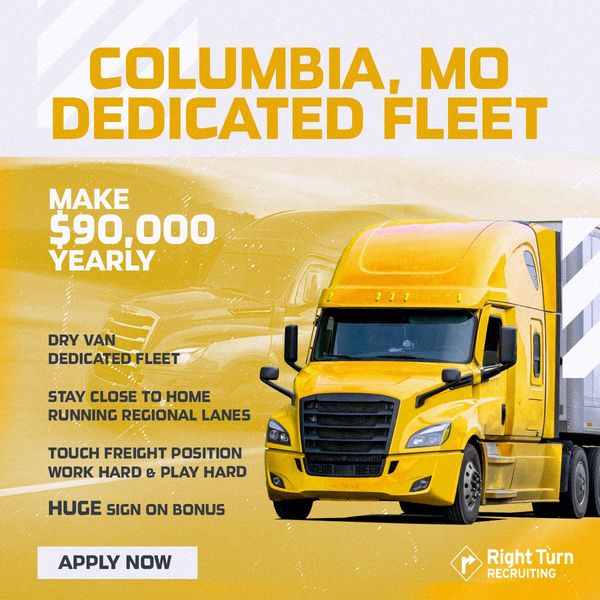 COLUMBIA, MO
DEDICATED FLEET
MAKE
$90,000
YEARLY
DRY VAN
DEDICATED FLEET
STAY CLOSE TO HOME
RUNNING REGIONAL LANES
TOUCH FREIGHT POSITION
WORK HARD & PLAY HARD
HUGE SIGN ON BONUS
APPLY NOW
Right Turn
RECRUITING